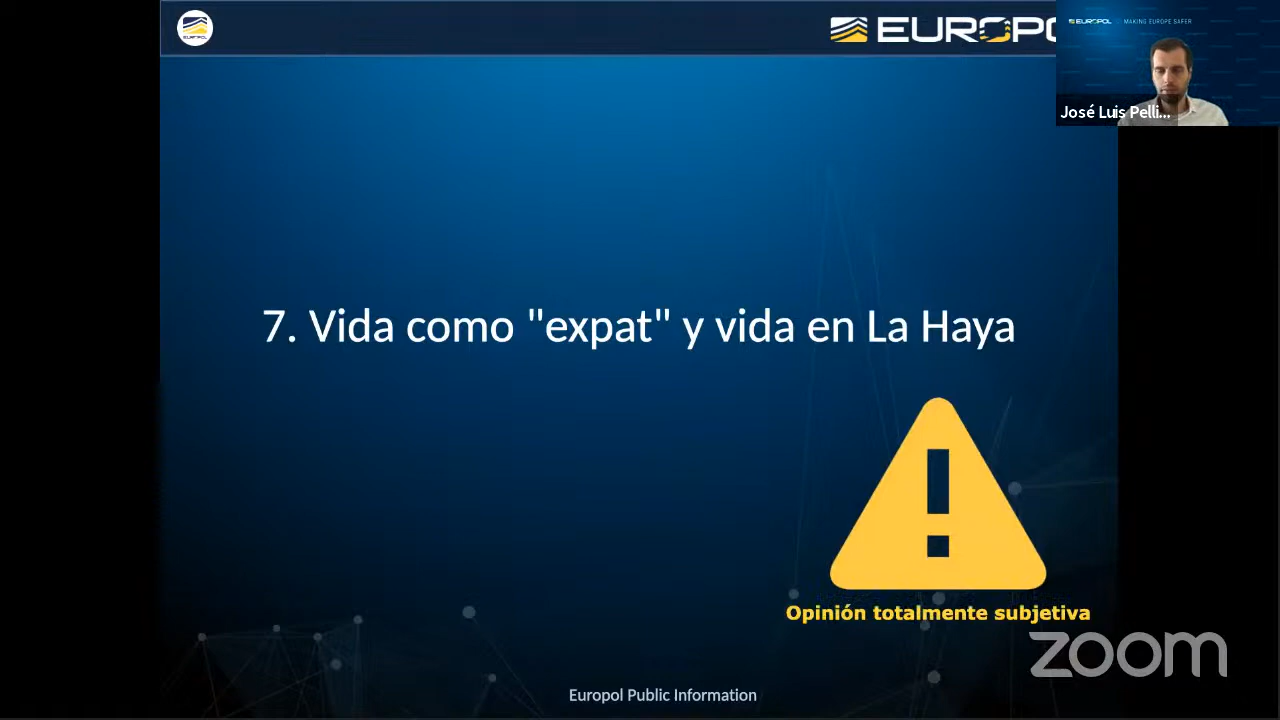 EUROPOL
EUROPO
EUROPOL MAKING EUROPE SAFER
José Luis Pelli...
7. Vida como "expat" y vida en La Haya
Opinión totalmente subjetiva
zoom
Europol Public Information